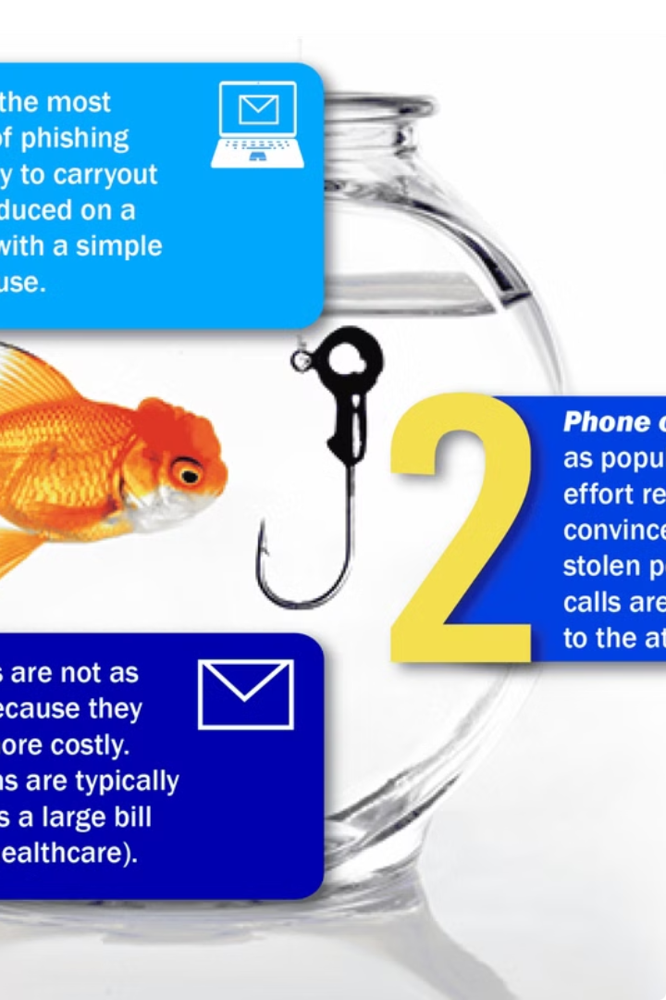 the most
of phishing
y to carryout
duced on a
with a simple
use.
2
Phone
as popu
effort re
convince
stolen p
calls are
to the at
s are not as
ecause they
ore costly.
ns are typically
s a large bill
ealthcare).